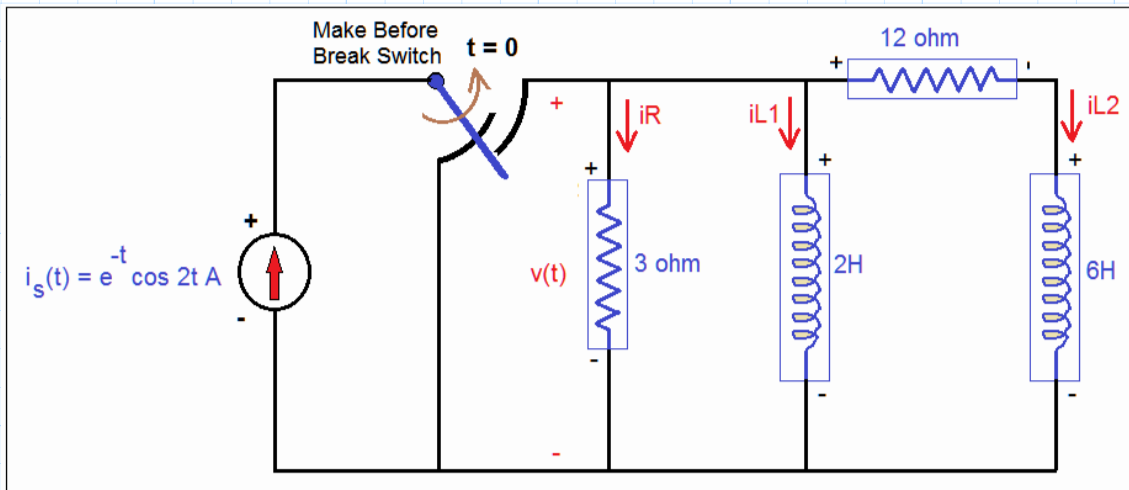 Make Before
Break Switch
t = 0
12 ohm
+
'
+
iR
iL1
iL2
+
+
+
+
i_s(t) = e^-t cos 2t A
v(t)
3 ohm
2H
6H
-
-
-
-
-